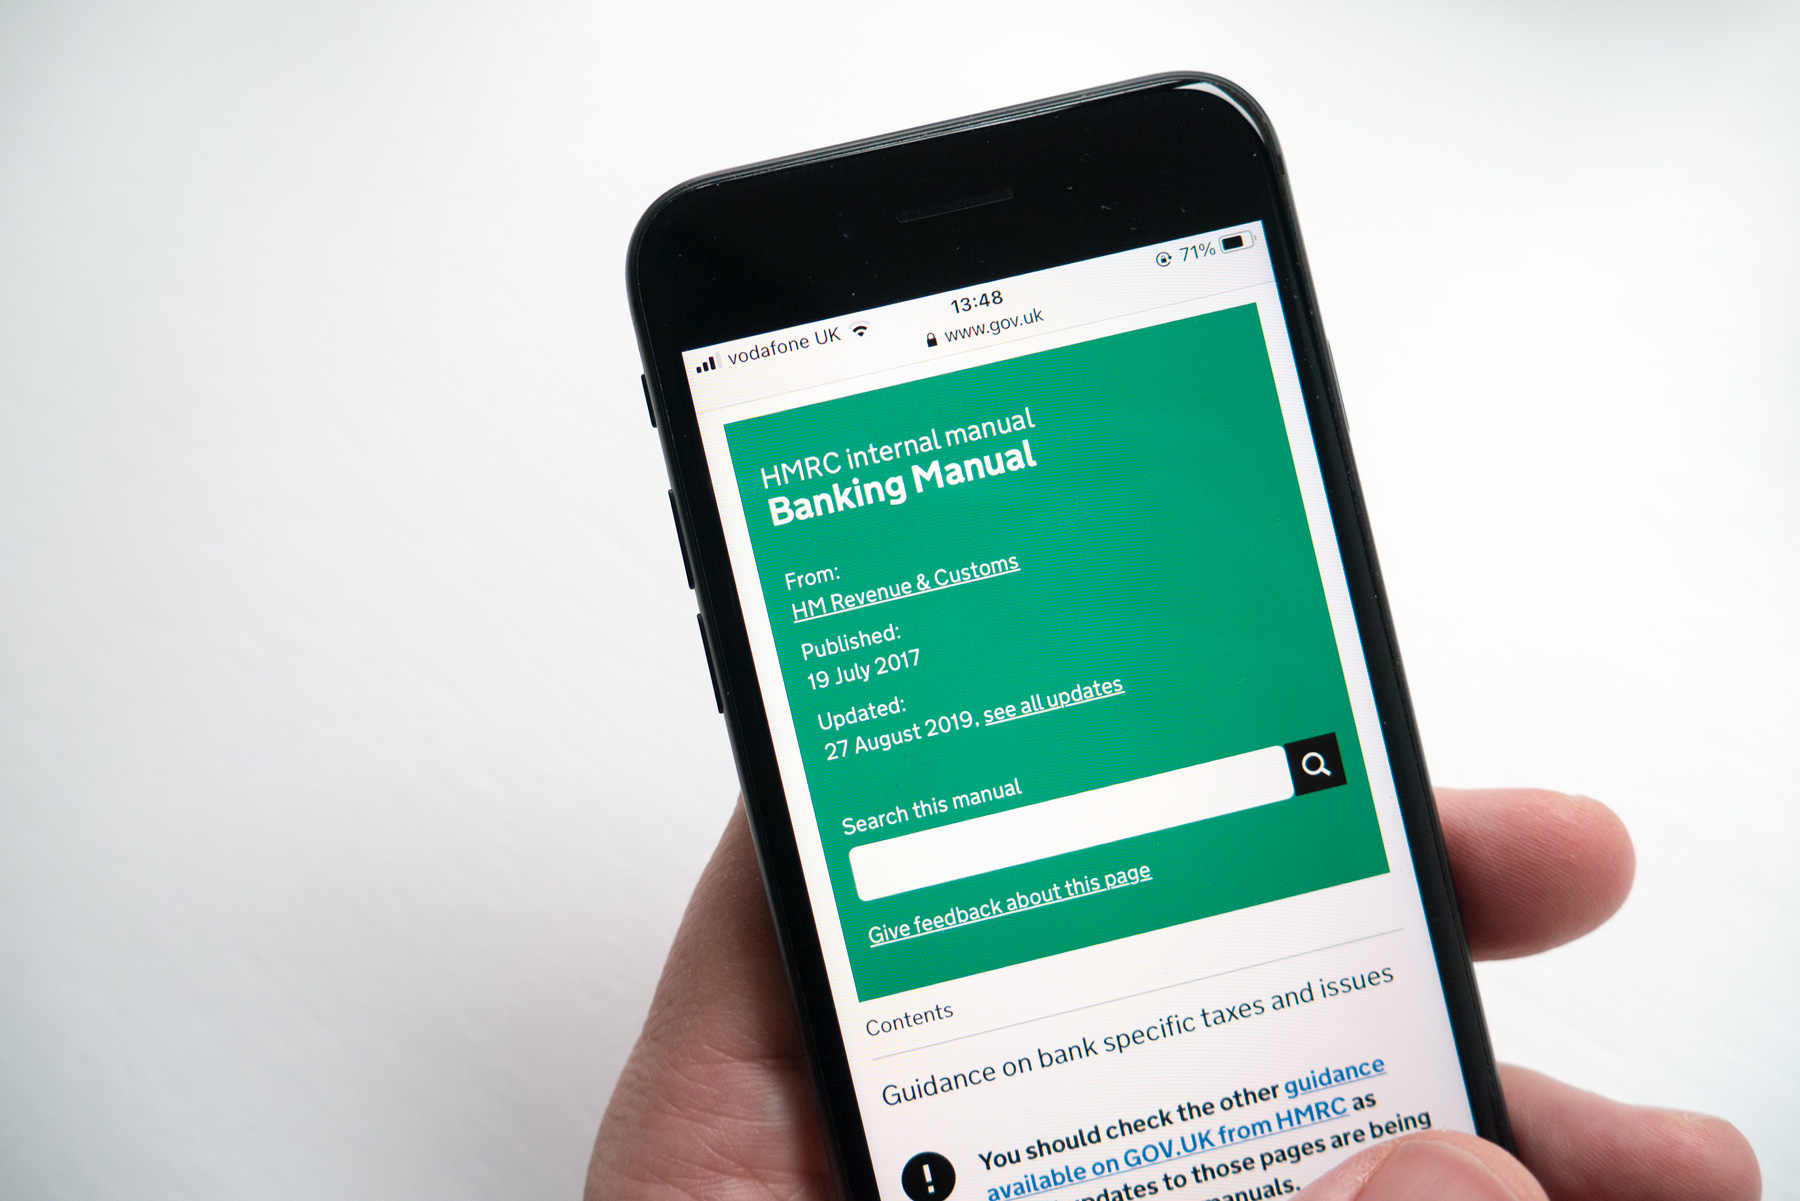 71%
13:48
vodafone UK
www.gov.uk
HMRC internal manual
Banking Manual
From:
HM Revenue & Customs
Published:
19 July 2017
Updated:
27 August 2019, see all updates
Search this manual
Give feedback about this page
Contents
Guidance on bank specific taxes and issues
You should check the other guidance
available on GOV.UK from HMRC as
updates to those pages are being
manuals.